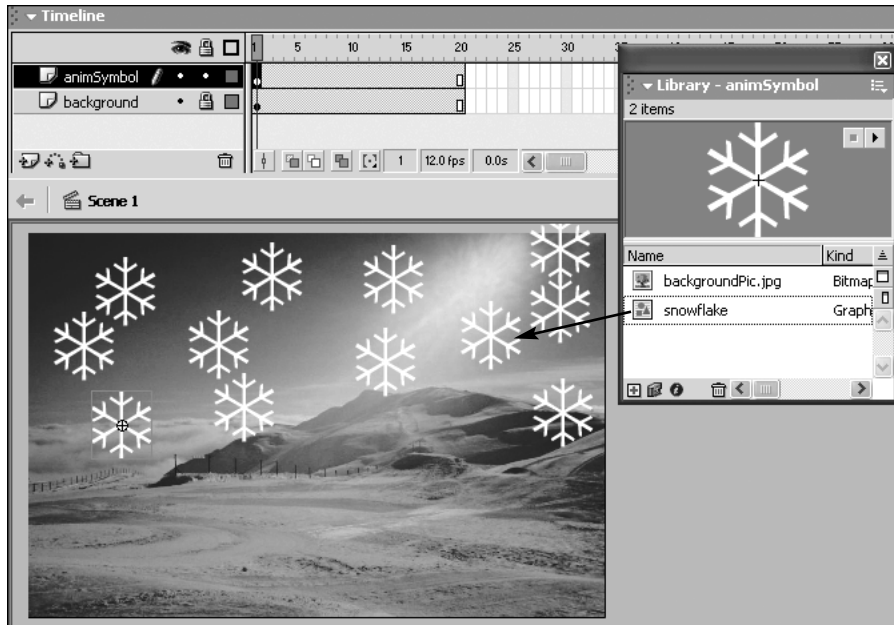 Timeline
1 5 10 15 20 25 30
animSymbol
background
1 12.0 fps 0.0s
Scene 1
Library - animSymbol
2 items
Name Kind
backgroundPic.jpg Bitmap
snowflake Graph